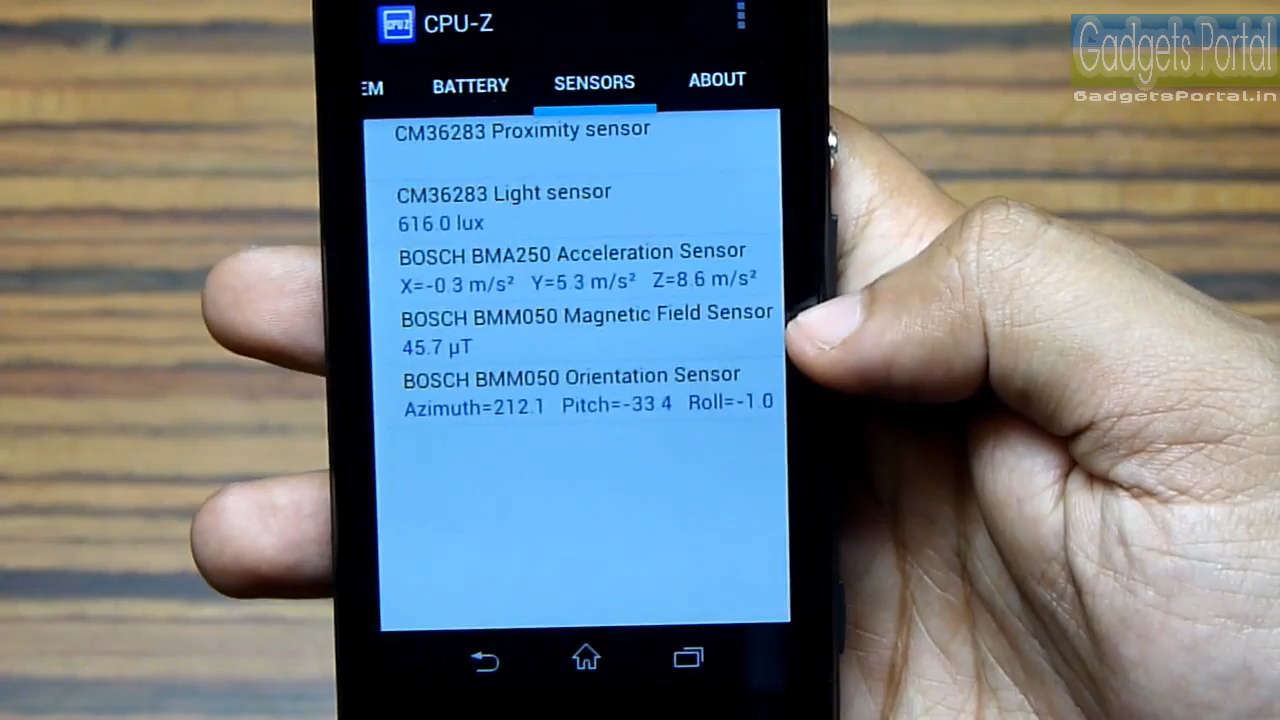 CPU Z
CPU-Z
EM BATTERY SENSORS ABOUT
CM36283 Proximity sensor
CM36283 Light sensor
616.0 lux
BOSCH BMA250 Acceleration Sensor
X=-0.3 m/s² Y=5.3 m/s² Z=8.6 m/s²
BOSCH BMM050 Magnetic Field Sensor
45.7 μT
BOSCH BMM050 Orientation Sensor
Azimuth=212.1 Pitch=-33.4 Roll=-1.0
Gadgets Portal
GadgetsPortal.in